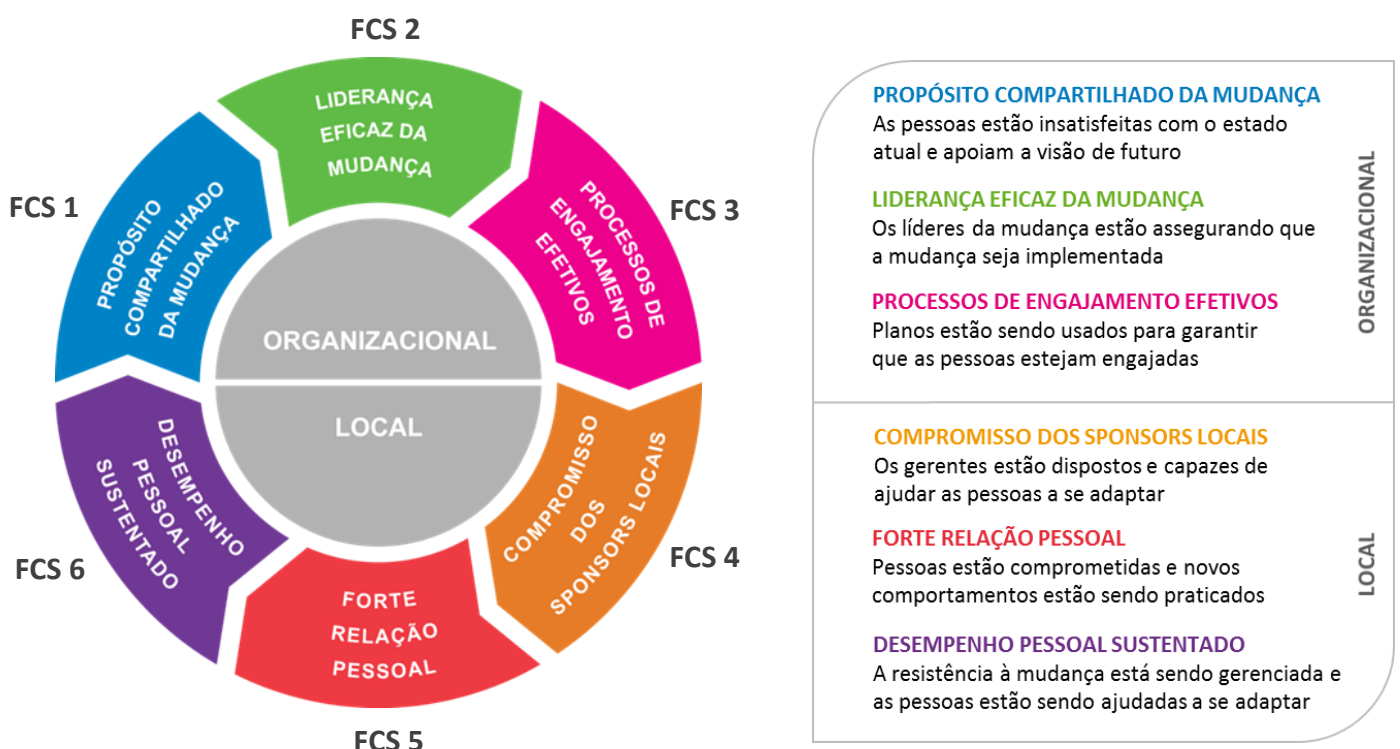 FCS 1
PROPÓSITO
COMPARTILHADO
DA MUDANÇA
FCS 2
LIDERANÇA
EFICAZ DA
MUDANÇA
FCS 3
PROCESSOS DE
ENGAJAMENTO
EFETIVOS
FCS 4
COMPROMISSO
DOS
SPONSORS LOCAIS
FCS 5
FORTE
RELAÇÃO
PESSOAL
FCS 6
DESEMPENHO
PESSOAL
SUSTENTADO
ORGANIZACIONAL
LOCAL
PROPÓSITO COMPARTILHADO DA MUDANÇA
As pessoas estão insatisfeitas com o estado
atual e apoiam a visão de futuro
LIDERANÇA EFICAZ DA MUDANÇA
Os líderes da mudança estão assegurando que
a mudança seja implementada
PROCESSOS DE ENGAJAMENTO EFETIVOS
Planos estão sendo usados para garantir
que as pessoas estejam engajadas
ORGANIZACIONAL
COMPROMISSO DOS SPONSORS LOCAIS
Os gerentes estão dispostos e capazes de
ajudar as pessoas a se adaptar
FORTE RELAÇÃO PESSOAL
Pessoas estão comprometidas e novos
comportamentos estão sendo praticados
DESEMPENHO PESSOAL SUSTENTADO
A resistência à mudança está sendo gerenciada e
as pessoas estão sendo ajudadas a se adaptar
LOCAL